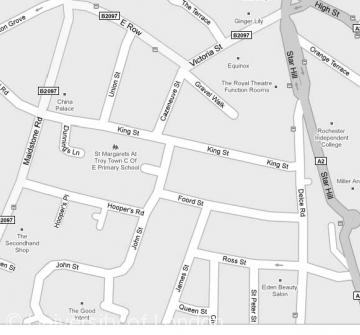 B2097
High St
The Terrace
Ginger Lily
E Row
B2097
Victoria St
Orange Terrace
Equinox
Star Hill
The Royal Theatre
Function Rooms
Union St
Cazeneuve St
Gravel Walk
B2097
China
Palace
Maidstone Rd
King St
King St
King St
St Margarets At
Troy Town C Of
E Primary School
Rochester
Independent
College
A2
Star Hill
Delce Rd
Hooper's Pl
Hooper's Rd
Foord St
John St
The
Secondhand
Shop
John St
James St
Ross St
St Peter St
Eden Beauty
Salon
The Good
Queen St